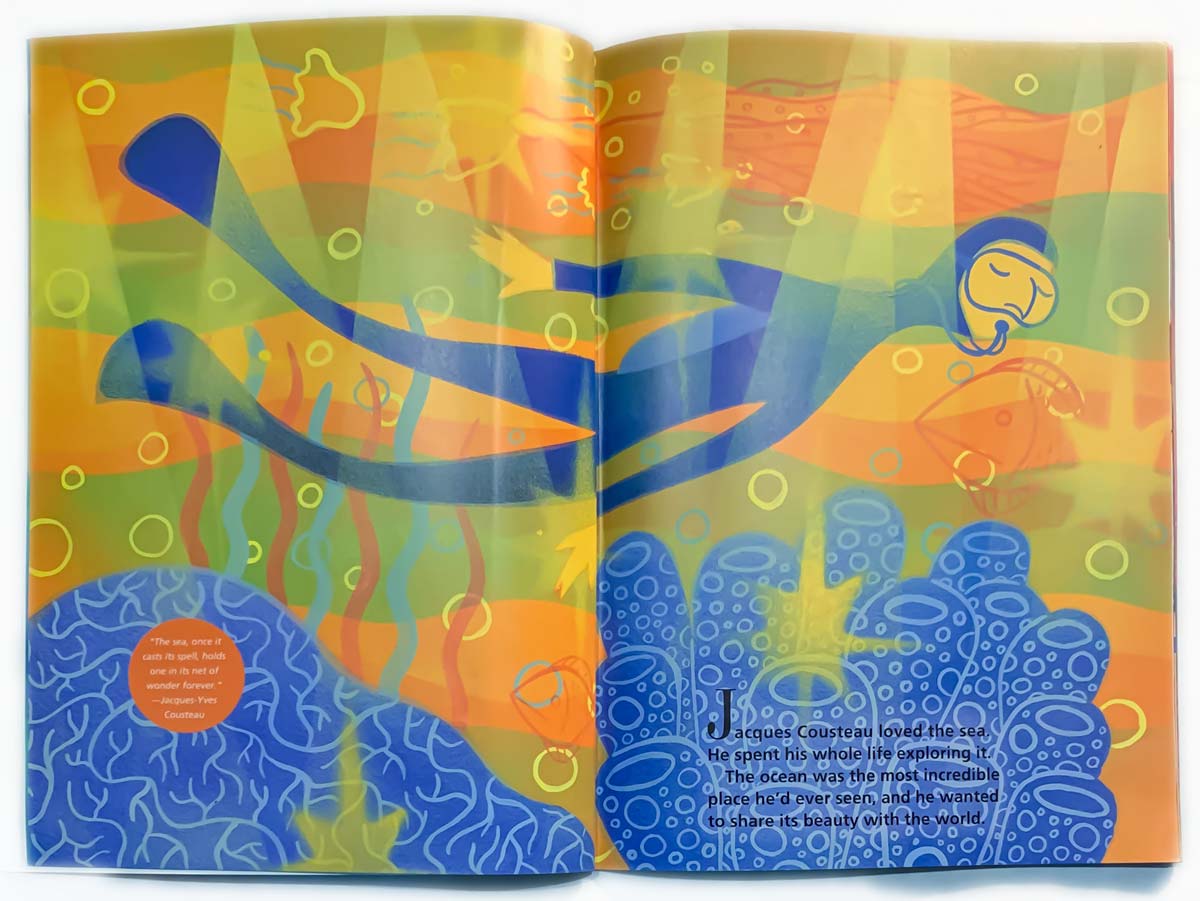 "The sea, once it
casts its spell, holds
one in its net of
wonder forever."
—Jacques-Yves
Cousteau
Jacques Cousteau loved the sea.
He spent his whole life exploring it.
The ocean was the most incredible
place he'd ever seen, and he wanted
to share its beauty with the world.